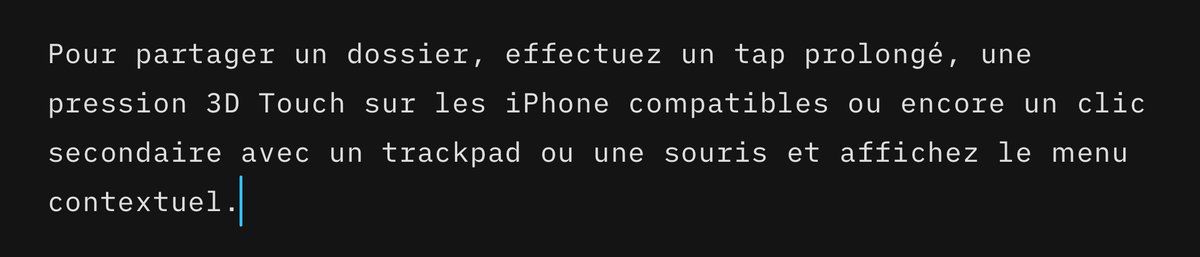 Pour partager un dossier, effectuez un tap prolongé, une
pression 3D Touch sur les iPhone compatibles ou encore un clic
secondaire avec un trackpad ou une souris et affichez le menu
contextuel.